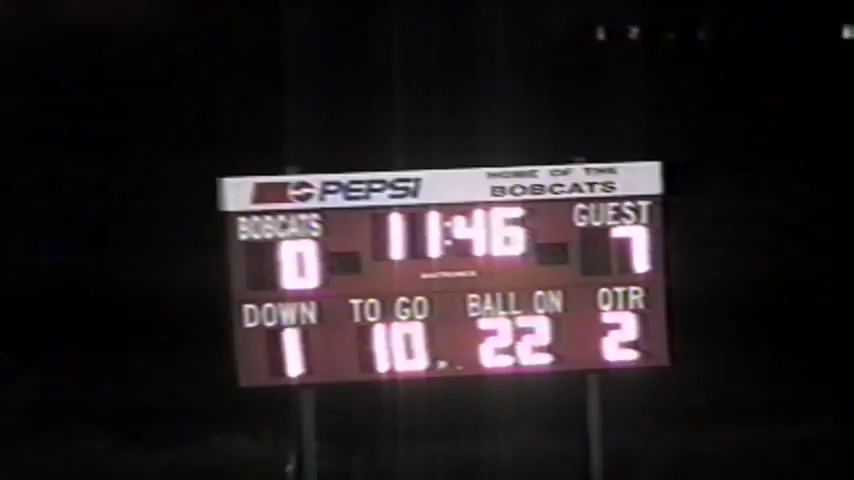 PEPSI
HOME OF THE
BOBCATS
BOBCATS 11:46 GUEST
0 7
DOWN TO GO BALL ON QTR
1 10 22 2